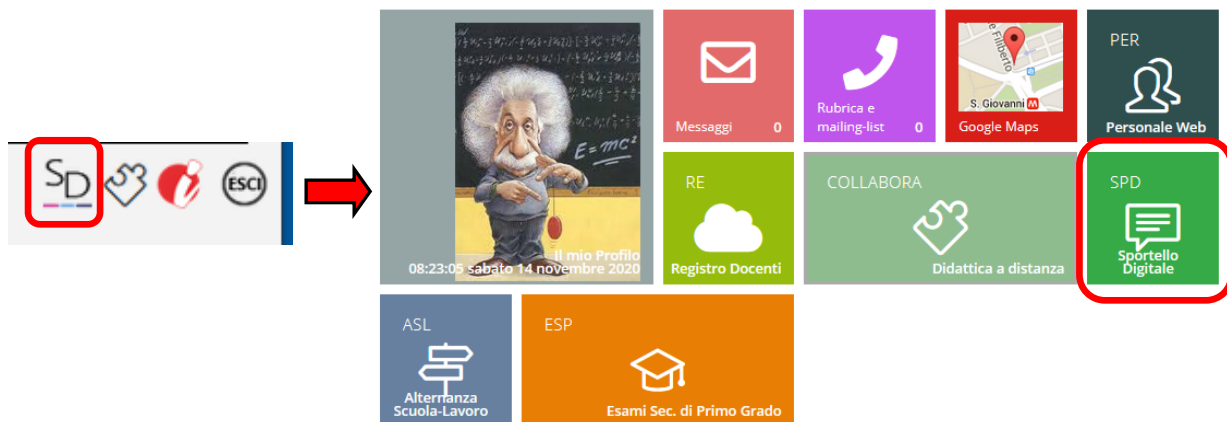 SD
ESCI
E=mc²
Il mio Profilo
08:23:05 sabato 14 novembre 2020
Messaggi 0
Rubrica e
mailing-list 0
e Filiberto
S. Giovanni M
Google Maps
PER
Personale Web
RE
Registro Docenti
COLLABORA
Didattica a distanza
SPD
Sportello
Digitale
ASL
Alternanza
Scuola-Lavoro
ESP
Esami Sec. di Primo Grado